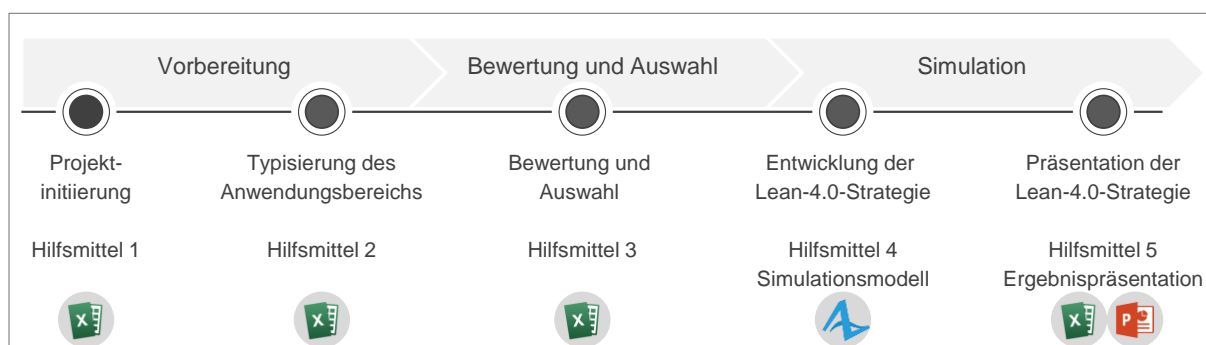 Vorbereitung
Bewertung und Auswahl
Simulation
Projekt-
initiierung
Typisierung des
Anwendungsbereichs
Bewertung und
Auswahl
Entwicklung der
Lean-4.0-Strategie
Präsentation der
Lean-4.0-Strategie
Hilfsmittel 1
Hilfsmittel 2
Hilfsmittel 3
Hilfsmittel 4
Simulationsmodell
Hilfsmittel 5
Ergebnispräsentation
X
X
X
X
P